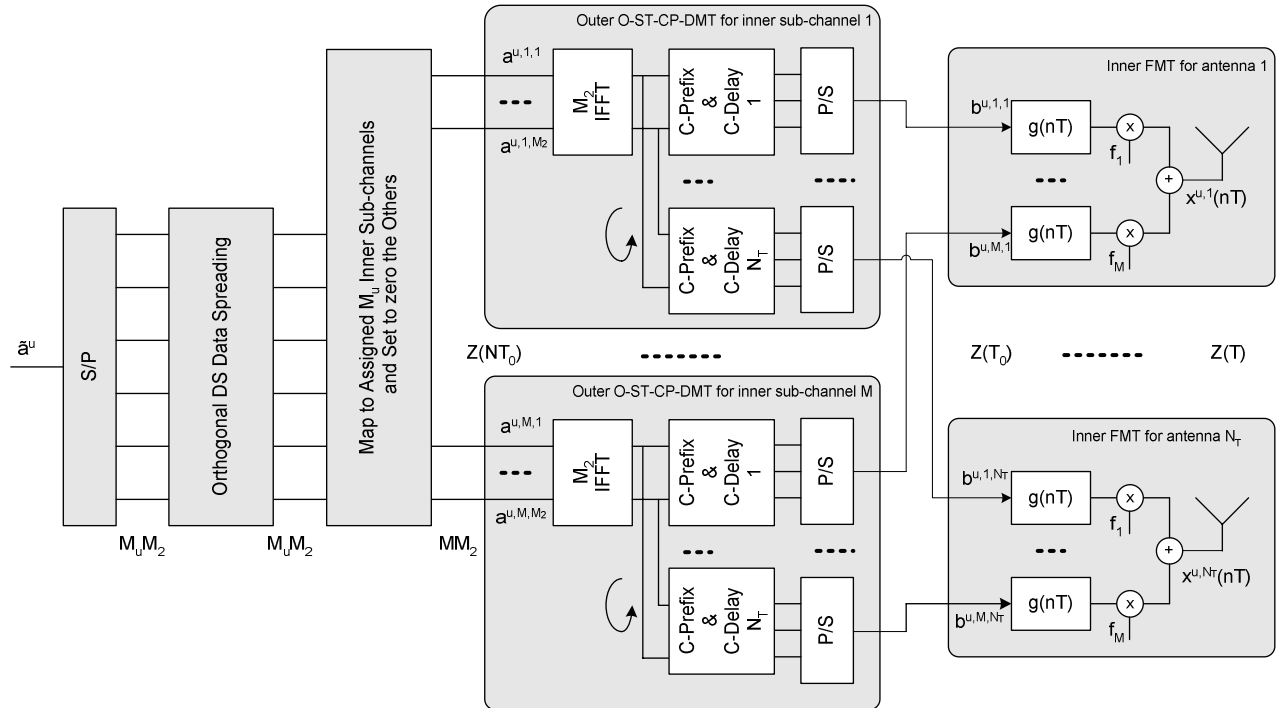 Outer O-ST-CP-DMT for inner sub-channel 1
a^{u,1,1}
a^{u,1,M_2}
M_2
IFFT
C-Prefix
&
C-Delay
1
P/S
C-Prefix
&
C-Delay
N_T
P/S
Inner FMT for antenna 1
b^{u,1,1}
g(nT)
x
f_1
+
x^{u,1}(nT)
b^{u,M,1}
g(nT)
x
f_M
ã^u
S/P
Orthogonal DS Data Spreading
Map to Assigned M_u Inner Sub-channels
and Set to zero the Others
M_uM_2
M_uM_2
MM_2
Z(NT_0)
Z(T_0)
Z(T)
Outer O-ST-CP-DMT for inner sub-channel M
a^{u,M,1}
a^{u,M,M_2}
M_2
IFFT
C-Prefix
&
C-Delay
1
P/S
C-Prefix
&
C-Delay
N_T
P/S
Inner FMT for antenna N_T
b^{u,1,N_T}
g(nT)
x
f_1
+
x^{u,N_T}(nT)
b^{u,M,N_T}
g(nT)
x
f_M